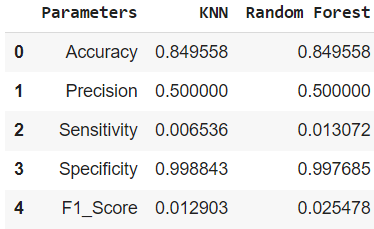 Parameters KNN Random Forest
0 Accuracy 0.849558 0.849558
1 Precision 0.500000 0.500000
2 Sensitivity 0.006536 0.013072
3 Specificity 0.998843 0.997685
4 F1_Score 0.012903 0.025478